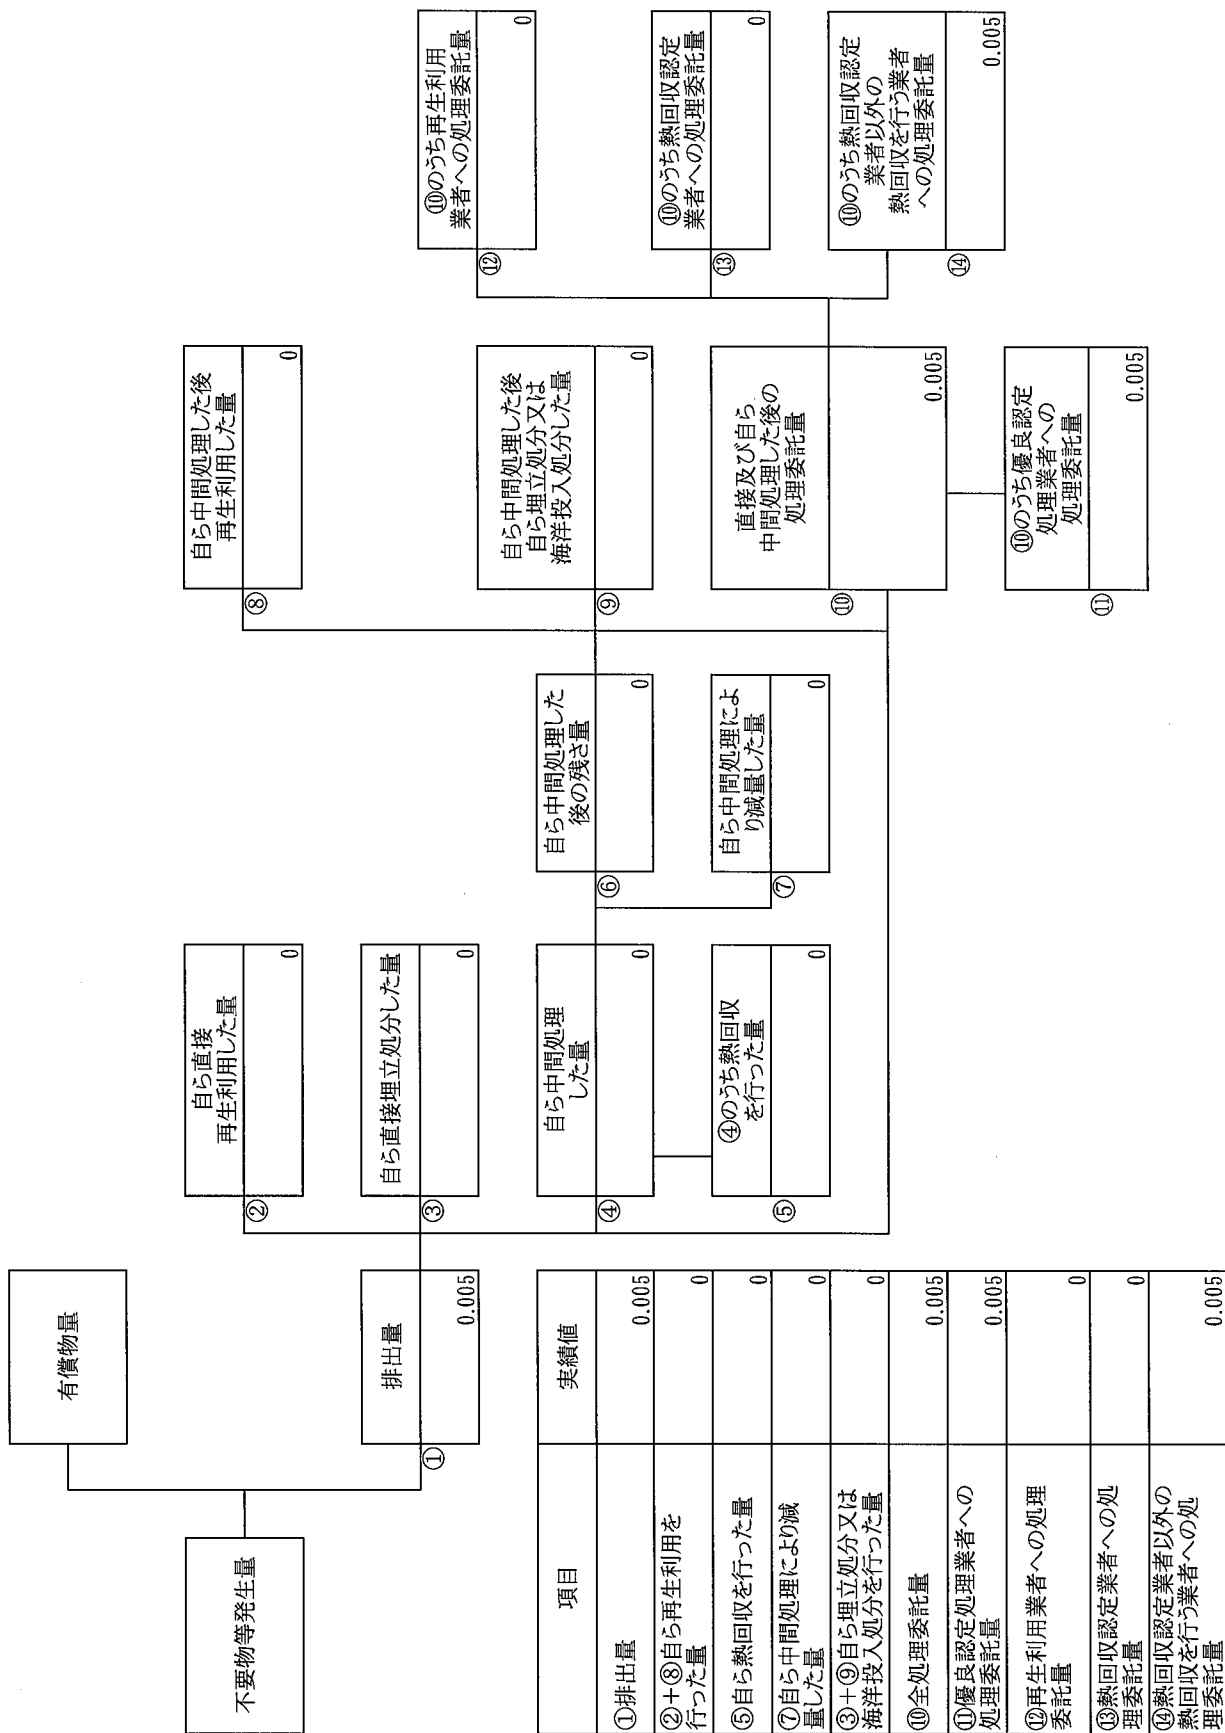 不要物等発生量
有償物量
①
排出量
0.005
②
自ら直接
再生利用した量
0
③
自ら直接埋立処分した量
0
④
自ら中間処理
した量
0
⑤
④のうち熱回収
を行った量
0
⑥
自ら中間処理した
後の残さ量
0
⑦
自ら中間処理によ
り減量した量
0
⑧
自ら中間処理した後
再生利用した量
0
⑨
自ら中間処理した後
自ら埋立処分又は
海洋投入処分した量
0
⑩
直接及び自ら
中間処理した後の
処理委託量
0.005
⑪
⑩のうち優良認定
処理業者への
処理委託量
0.005
⑫
⑩のうち再生利用
業者への処理委託量
0
⑬
⑩のうち熱回収認定
業者への処理委託量
0
⑭
⑩のうち熱回収認定
業者以外の
熱回収を行う業者
への処理委託量
0.005
項目
実績値
①排出量
0.005
②+⑧自ら再生利用を
行った量
0
⑤自ら熱回収を行った量
0
⑦自ら中間処理により減
量した量
0
③+⑨自ら埋立処分又は
海洋投入処分を行った量
0
⑩全処理委託量
0.005
⑪優良認定処理業者への
処理委託量
0.005
⑫再生利用業者への処理
委託量
0
⑬熱回収認定業者への処
理委託量
0
⑭熱回収認定業者以外の
熱回収を行う業者への処
理委託量
0.005